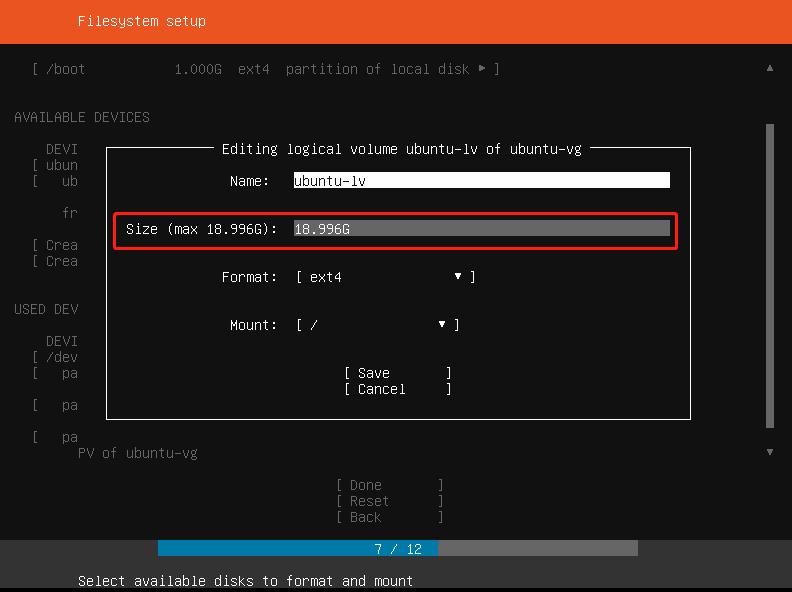 Filesystem setup
[ /boot 1.000G ext4 partition of local disk ▸ ]
AVAILABLE DEVICES
Editing logical volume ubuntu-lv of ubuntu-vg
DEVI
[ ubun
Name: ubuntu-lv
[ ub
fr
Size (max 18.996G): 18.996G
[ Crea
[ Crea
Format: [ ext4 ▾ ]
USED DEV
Mount: [ / ▾ ]
DEVI
[ /dev
[ pa
[ Save ]
[ Cancel ]
[ pa
[ pa
PV of ubuntu-vg
[ Done ]
[ Reset ]
[ Back ]
7 / 12
Select available disks to format and mount